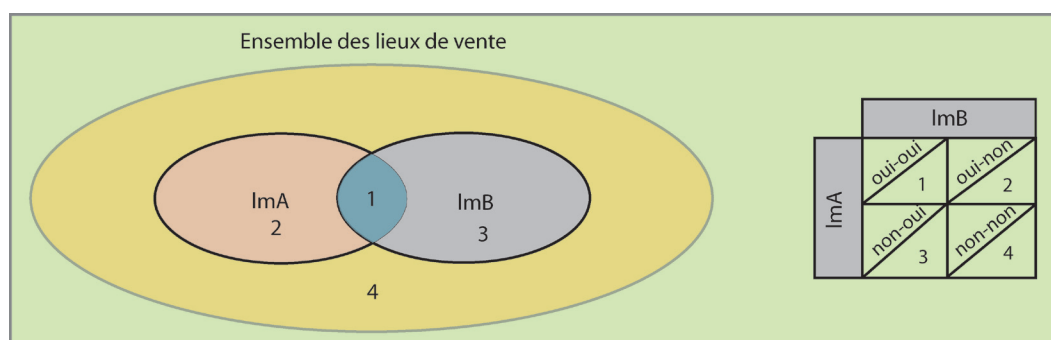 Ensemble des lieux de vente
ImA
2
1
ImB
3
4
ImB
ImA
oui-oui
1
oui-non
2
non-oui
3
non-non
4